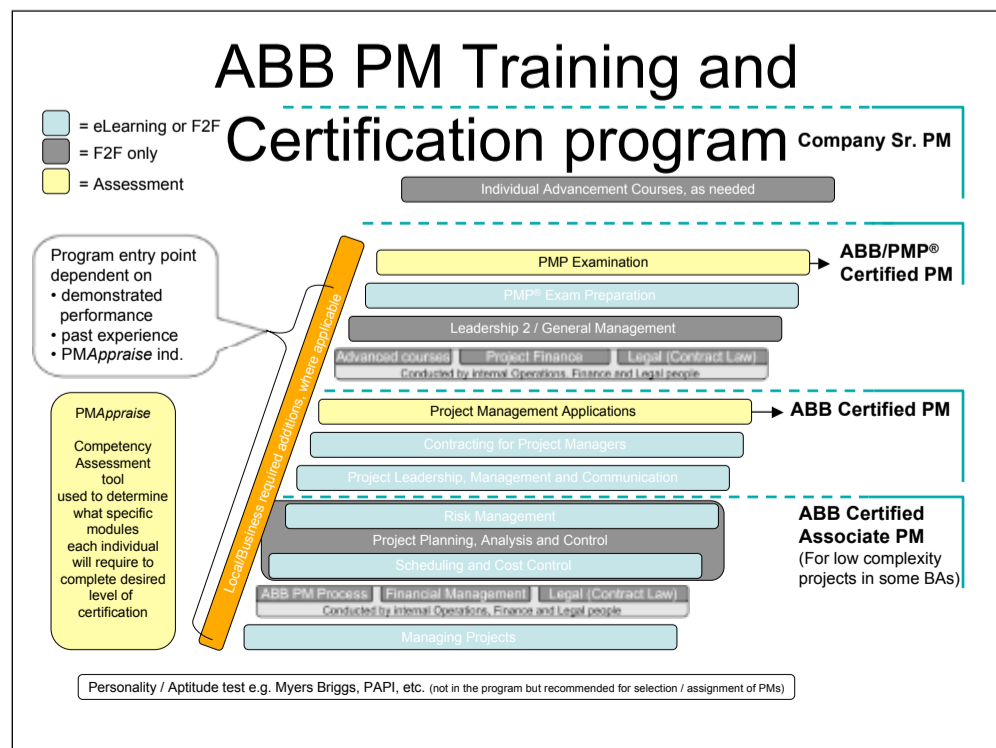 ABB PM Training and
Certification program
= eLearning or F2F
= F2F only
= Assessment
Company Sr. PM
Individual Advancement Courses, as needed
Program entry point
dependent on
• demonstrated
performance
• past experience
• PMAppraise ind.
Local/Business required additions, where applicable
PMP Examination
ABB/PMP®
Certified PM
PMP® Exam Preparation
Leadership 2 / General Management
Advanced courses Project Finance Legal (Contract Law)
Conducted by internal Operations, Finance and Legal people
PMAppraise
Competency
Assessment
tool
used to determine
what specific
modules
each individual
will require to
complete desired
level of
certification
Project Management Applications
ABB Certified PM
Contracting for Project Managers
Project Leadership, Management and Communication
Risk Management
Project Planning, Analysis and Control
Scheduling and Cost Control
ABB Certified
Associate PM
(For low complexity
projects in some BAs)
ABB PM Process Financial Management Legal (Contract Law)
Conducted by internal Operations, Finance and Legal people
Managing Projects
Personality / Aptitude test e.g. Myers Briggs, PAPI, etc. (not in the program but recommended for selection / assignment of PMs)